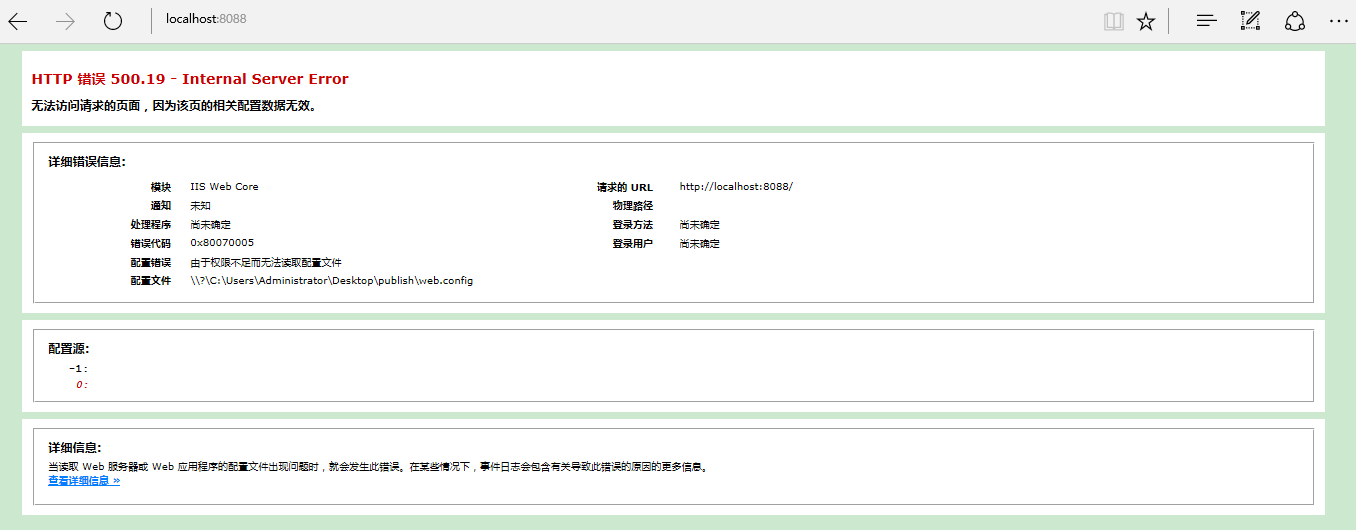 localhost:8088
HTTP 错误 500.19 - Internal Server Error
无法访问请求的页面，因为该页的相关配置数据无效。
详细错误信息:
模块 IIS Web Core
通知 未知
处理程序 尚未确定
错误代码 0x80070005
配置错误 由于权限不足而无法读取配置文件
配置文件 \\?\C:\Users\Administrator\Desktop\publish\web.config
请求的 URL http://localhost:8088/
物理路径
登录方法 尚未确定
登录用户 尚未确定
配置源:
-1:
0:
详细信息:
当读取 Web 服务器或 Web 应用程序的配置文件出现问题时，就会发生此错误。在某些情况下，事件日志会包含有关导致此错误的原因的更多信息。
查看详细信息 »